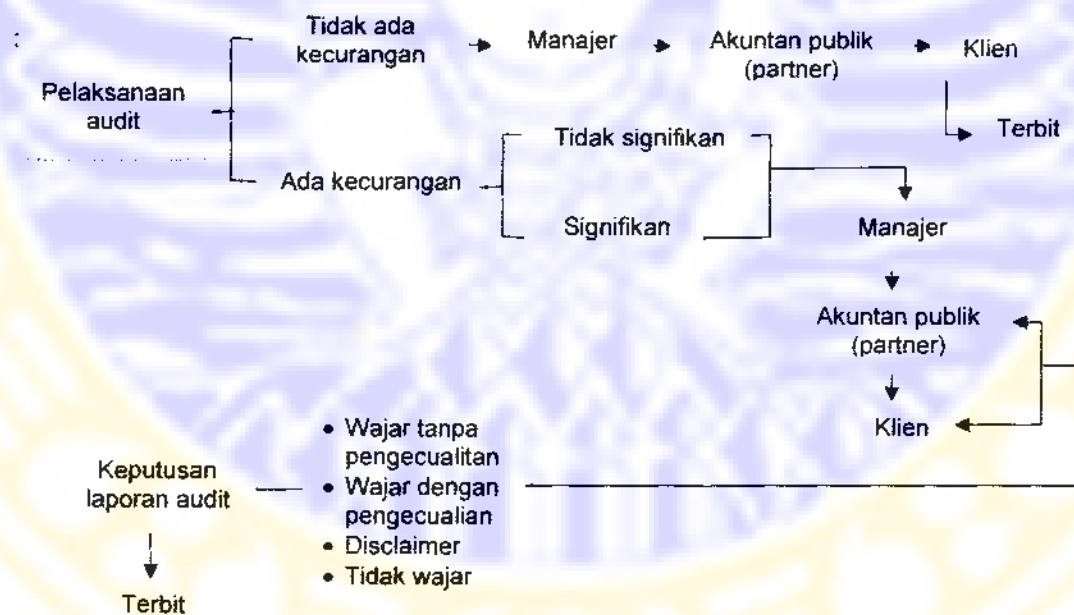 :
Tidak ada
kecurangan
Manajer
Akuntan publik
(partner)
Klien
Terbit
Pelaksanaan
audit
Tidak signifikan
Ada kecurangan
Signifikan
Manajer
Akuntan publik
(partner)
Klien
Keputusan
laporan audit
• Wajar tanpa
pengecualitan
• Wajar dengan
pengecualian
• Disclaimer
• Tidak wajar
Terbit